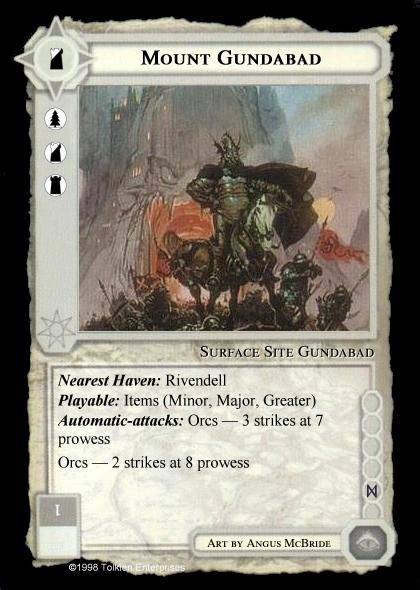 Mount Gundabad
Surface Site Gundabad
Nearest Haven: Rivendell
Playable: Items (Minor, Major, Greater)
Automatic-attacks: Orcs — 3 strikes at 7
prowess
Orcs — 2 strikes at 8 prowess
1
Art by Angus McBride
©1998 Tolkien Enterprises